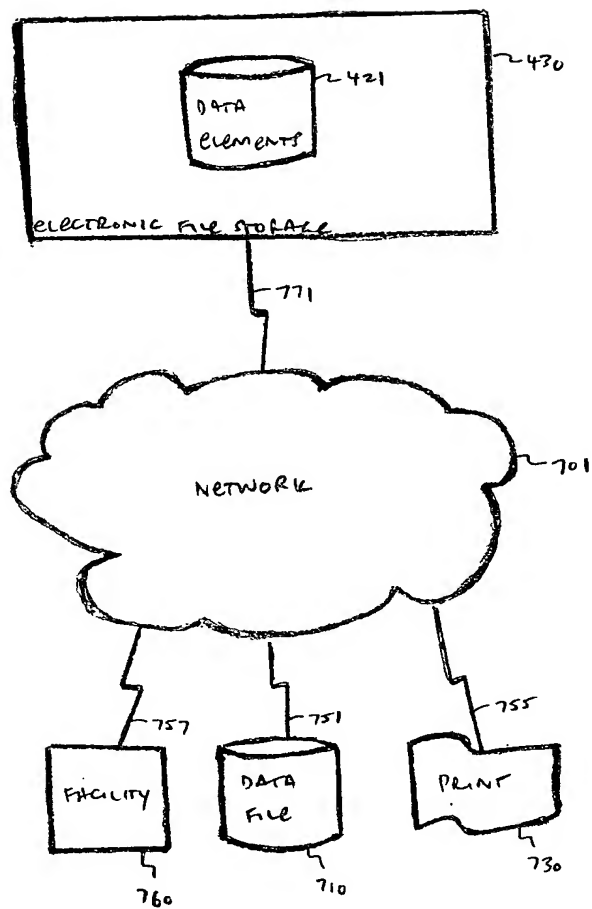 430
421
DATA
ELEMENTS
ELECTRONIC FILE STORAGE
771
701
NETWORK
757
751
755
FACILITY
DATA
FILE
PRINT
760
710
730